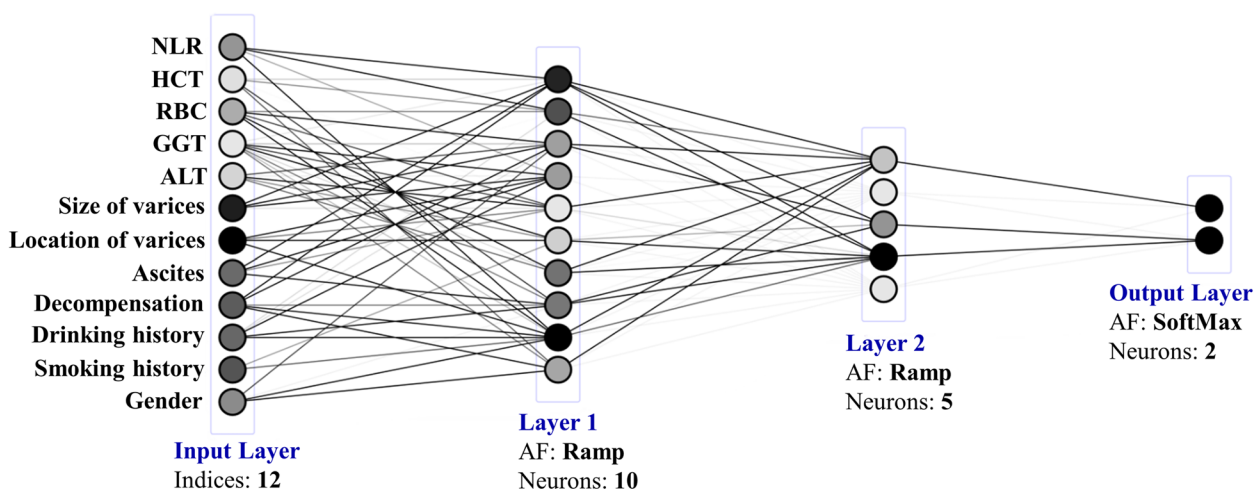 NLR
HCT
RBC
GGT
ALT
Size of varices
Location of varices
Ascites
Decompensation
Drinking history
Smoking history
Gender
Input Layer
Indices: 12
Layer 1
AF: Ramp
Neurons: 10
Layer 2
AF: Ramp
Neurons: 5
Output Layer
AF: SoftMax
Neurons: 2